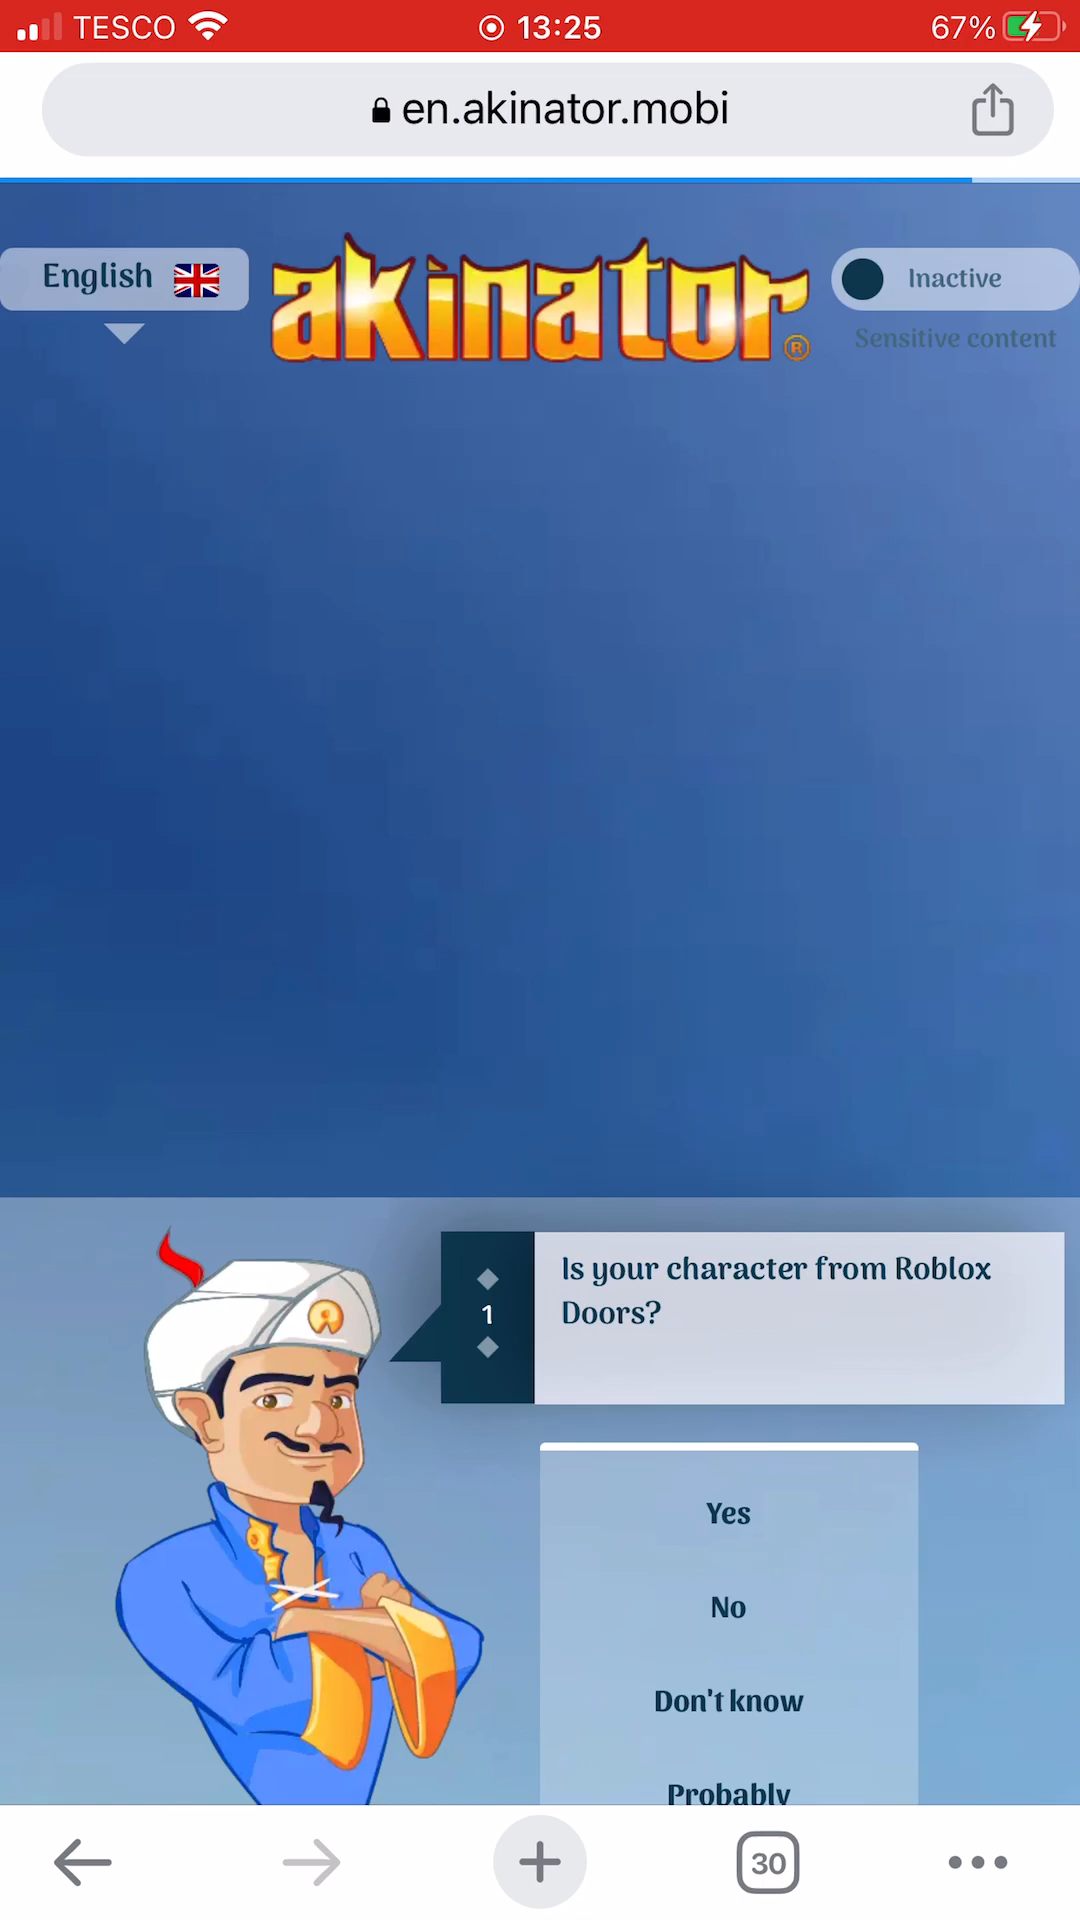 TESCO 13:25 67%
en.akinator.mobi
English akinator® Inactive
Sensitive content
Is your character from Roblox
1
Doors?
Yes
No
Don't know
Probably
30